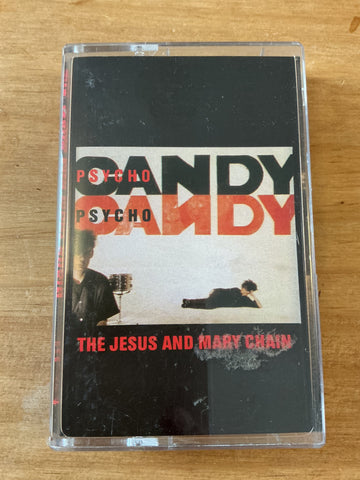 PSYCHO
CANDY
PSYCHO
CANDY
THE JESUS AND MARY CHAIN